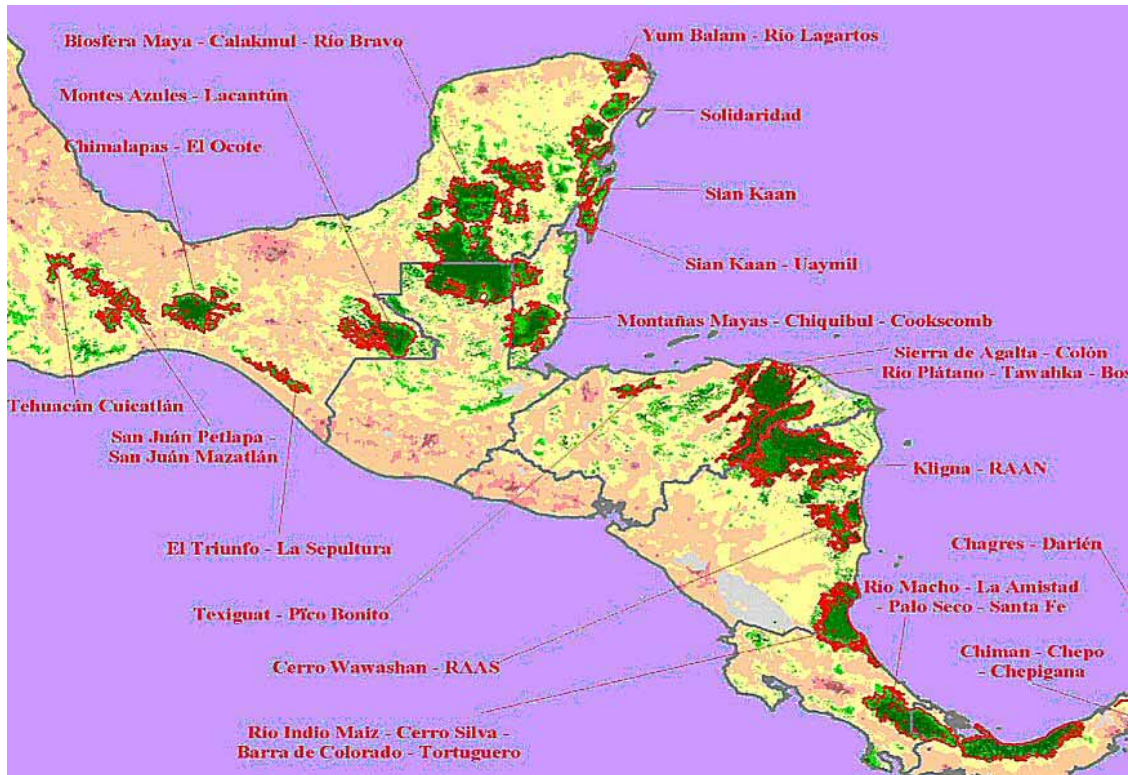 Biosfera Maya - Calakmul - Río Bravo
Yum Balam - Río Lagartos
Montes Azules - Lacantún
Solidaridad
Chimalapas - El Ocote
Sian Kaan
Sian Kaan - Uaymil
Montañas Mayas - Chiquibul - Cookscomb
Sierra de Agalta - Colón
Río Plátano - Tawahka - Bos
Tehuacán Cuicatlán
San Juán Petlapa -
San Juán Mazatlán
Kligna - RAAN
El Triunfo - La Sepultura
Chagres - Darién
Río Macho - La Amistad
- Palo Seco - Santa Fe
Texiguat - Pïco Bonito
Chiman - Chepo
- Chepigana
Cerro Wawashan - RAAS
Río Indio Maiz - Cerro Silva -
Barra de Colorado - Tortuguero